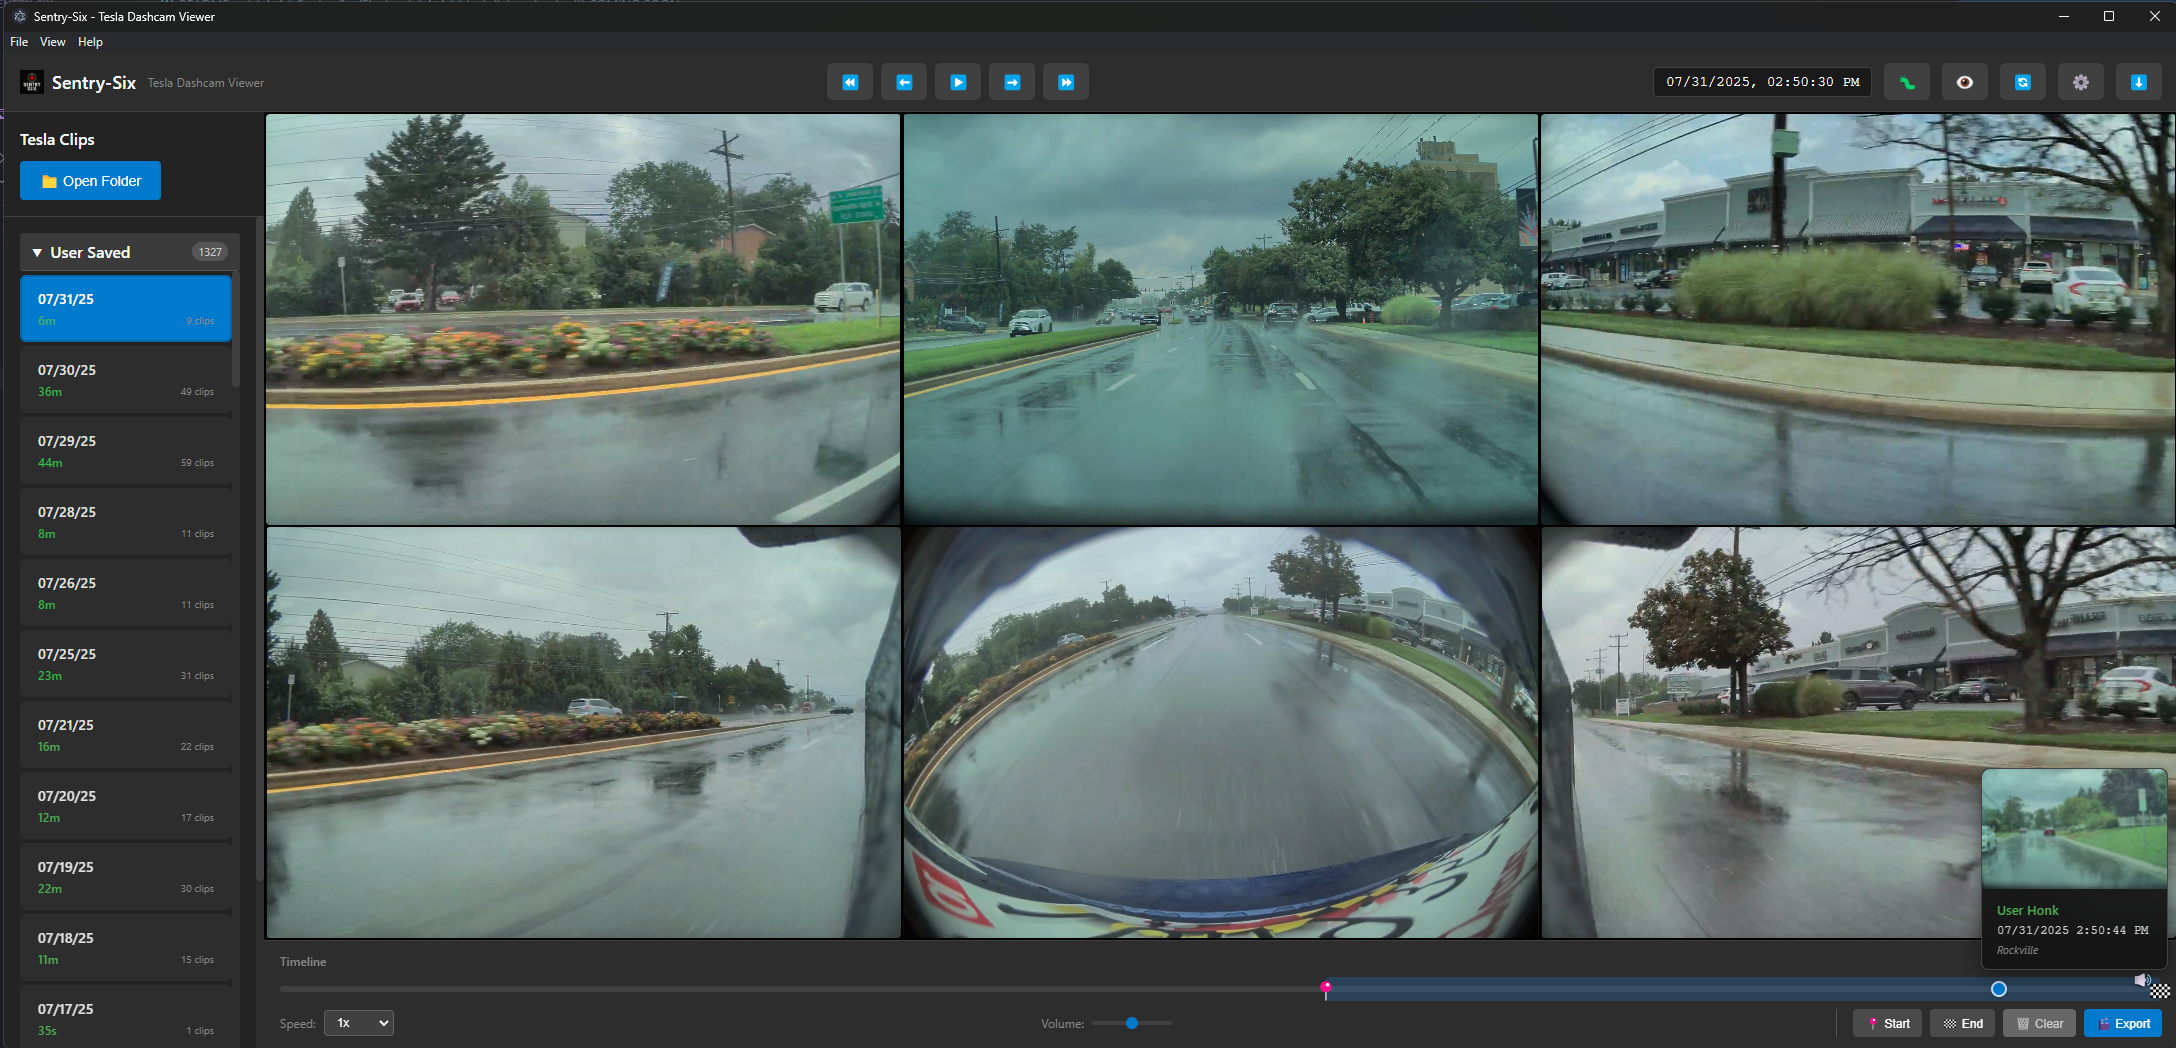 Sentry-Six - Tesla Dashcam Viewer
File View Help
Sentry-Six Tesla Dashcam Viewer
07/31/2025, 02:50:30 PM
Tesla Clips
Open Folder
User Saved 1327
07/31/25
6m 9 clips
07/30/25
36m 49 clips
07/29/25
44m 59 clips
07/28/25
8m 11 clips
07/26/25
8m 11 clips
07/25/25
23m 31 clips
07/21/25
16m 22 clips
07/20/25
12m 17 clips
07/19/25
22m 30 clips
07/18/25
11m 15 clips
07/17/25
35s 1 clips
User Honk
07/31/2025 2:50:44 PM
Rockville
Timeline
Speed: 1x
Volume:
Start End Clear Export